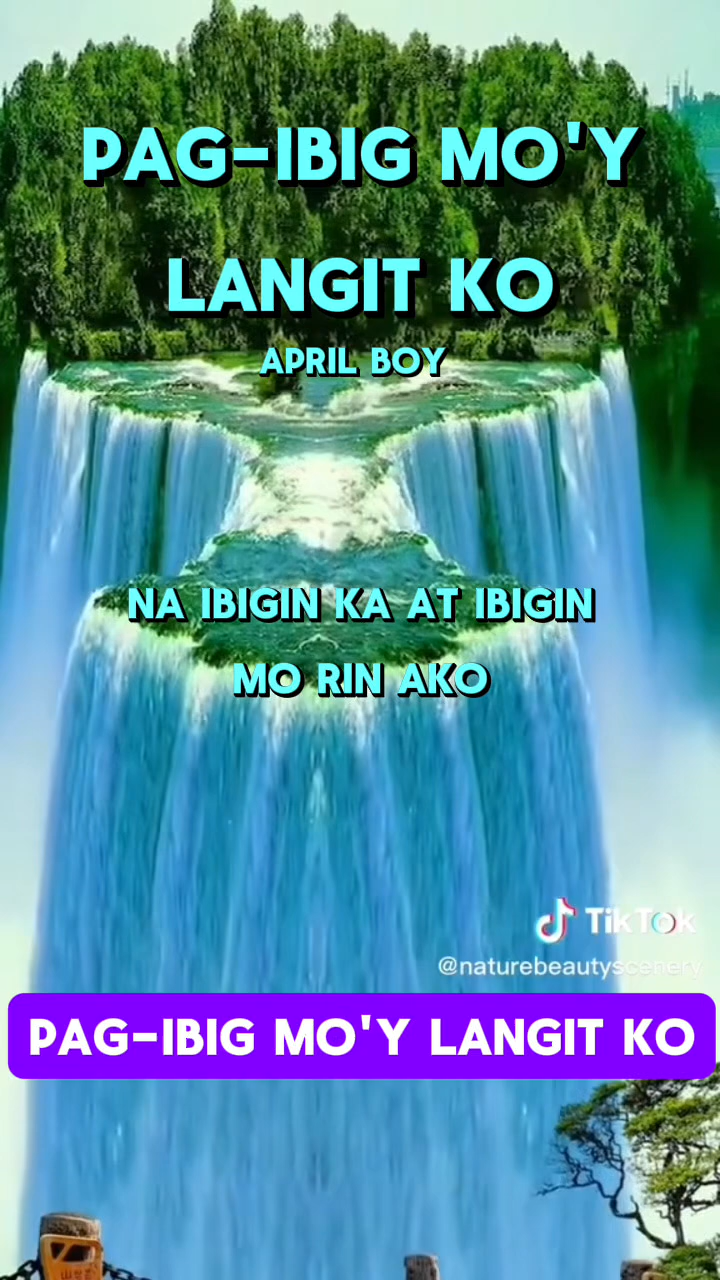 PAG-IBIG MO'Y
LANGIT KO
APRIL BOY
NA IBIGIN KA AT IBIGIN
MO RIN AKO
TikTok
@naturebeautyscenery
PAG-IBIG MO'Y LANGIT KO